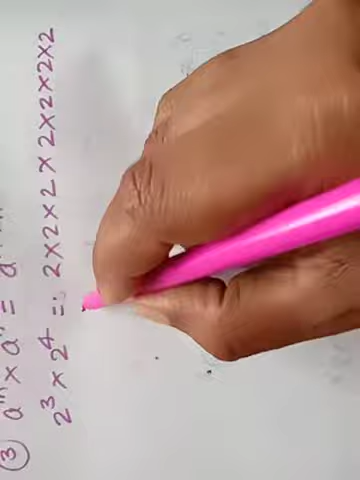 ③ aᵐ × aⁿ = a
2³ × 2⁴ = 2×2×2×2×2×2×2